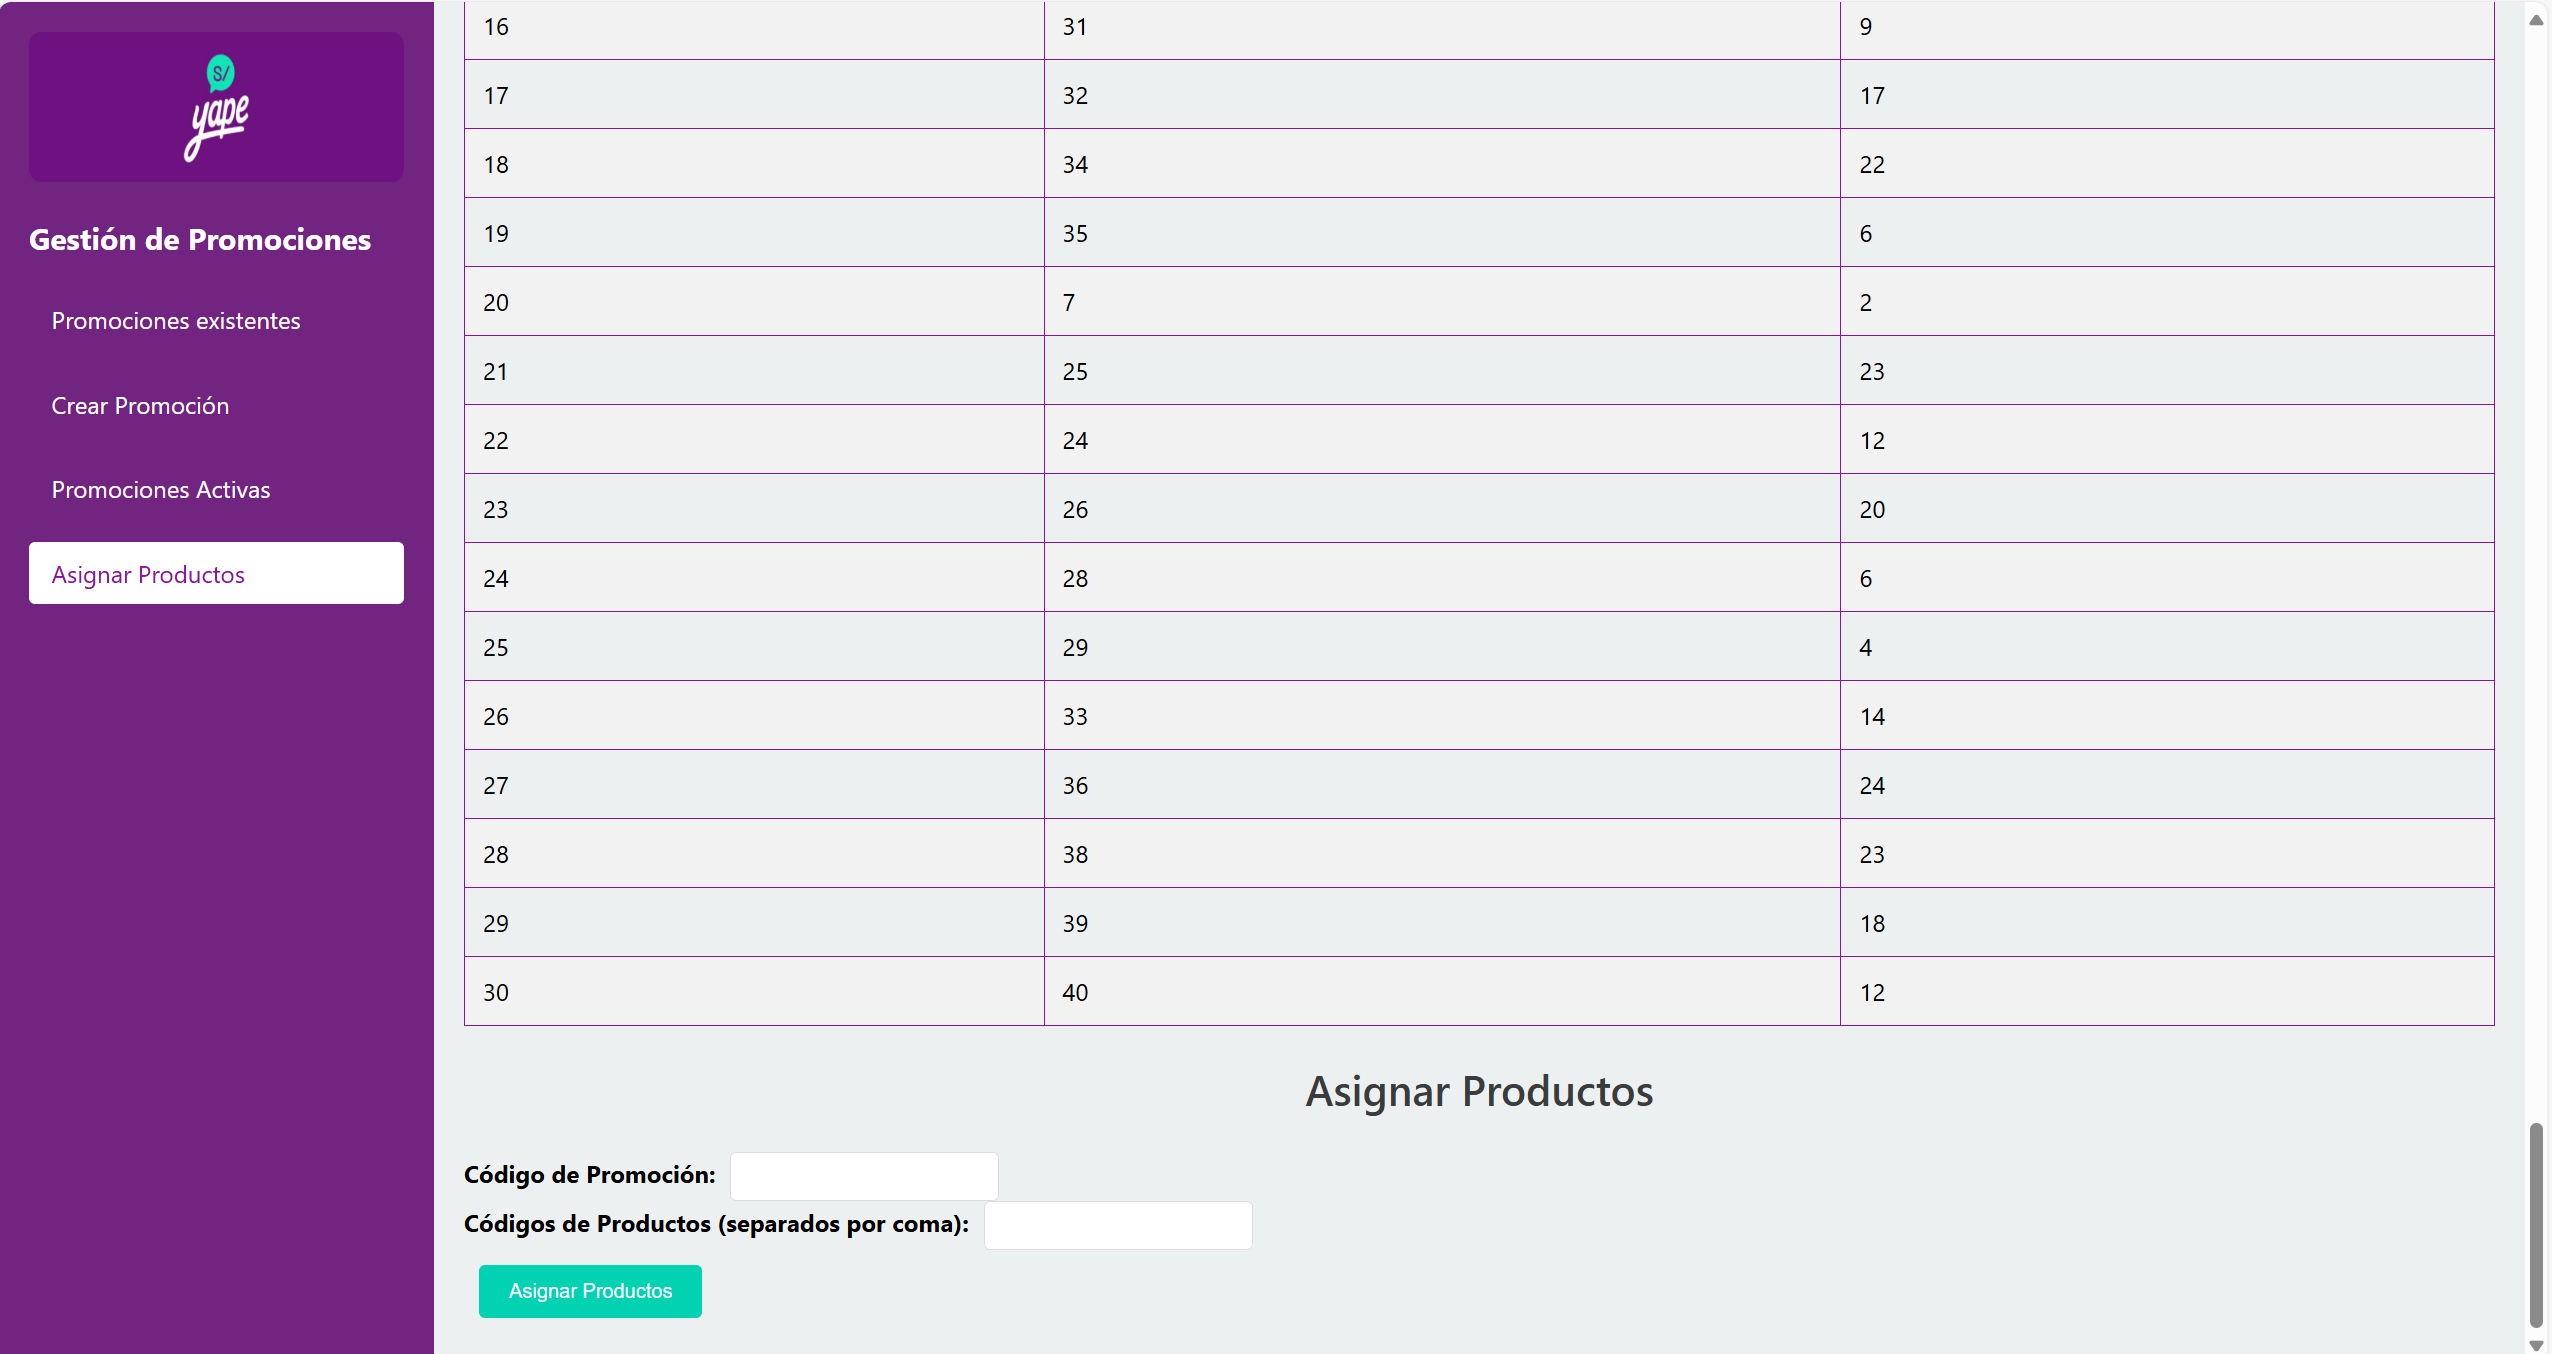 S/
yape
Gestión de Promociones
Promociones existentes
Crear Promoción
Promociones Activas
Asignar Productos
16 31 9
17 32 17
18 34 22
19 35 6
20 7 2
21 25 23
22 24 12
23 26 20
24 28 6
25 29 4
26 33 14
27 36 24
28 38 23
29 39 18
30 40 12
Asignar Productos
Código de Promoción:
Códigos de Productos (separados por coma):
Asignar Productos